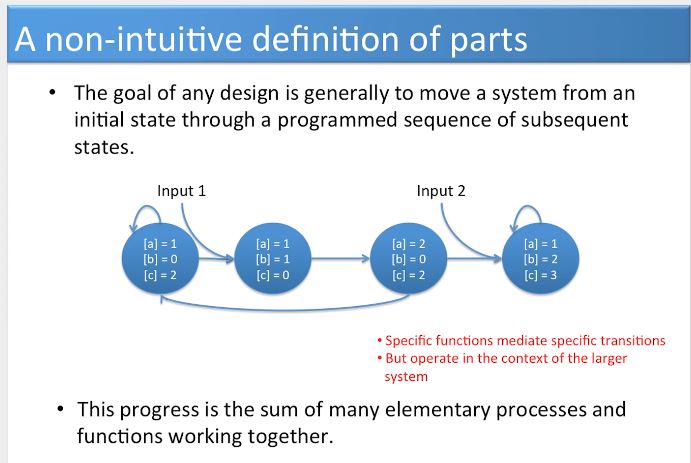 A non-intuitive definition of parts
• The goal of any design is generally to move a system from an
initial state through a programmed sequence of subsequent
states.
Input 1
Input 2
[a] = 1
[b] = 0
[c] = 2
[a] = 1
[b] = 1
[c] = 0
[a] = 2
[b] = 0
[c] = 2
[a] = 1
[b] = 2
[c] = 3
• Specific functions mediate specific transitions
• But operate in the context of the larger
system
• This progress is the sum of many elementary processes and
functions working together.